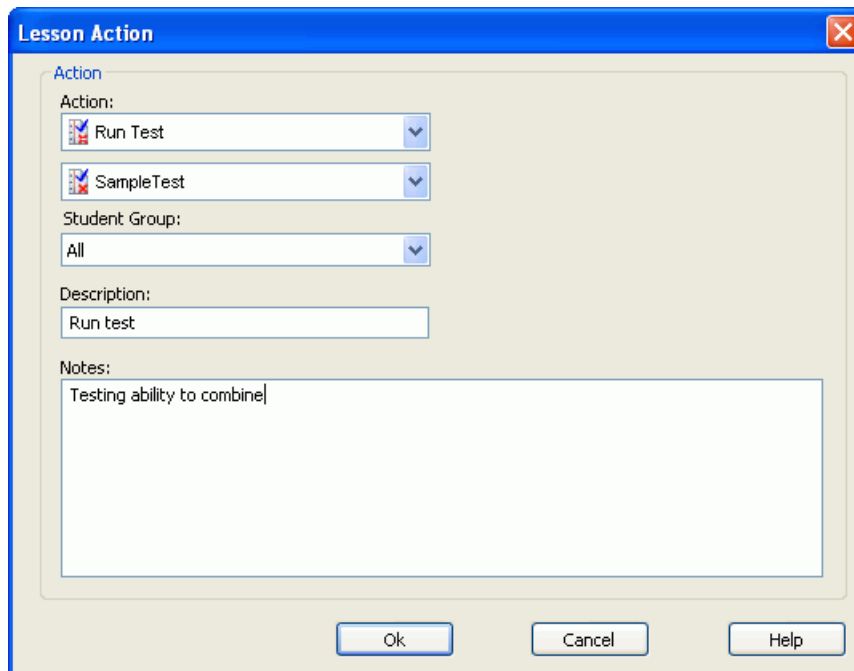 Lesson Action
Action
Action:
Run Test
SampleTest
Student Group:
All
Description:
Run test
Notes:
Testing ability to combine
Ok Cancel Help